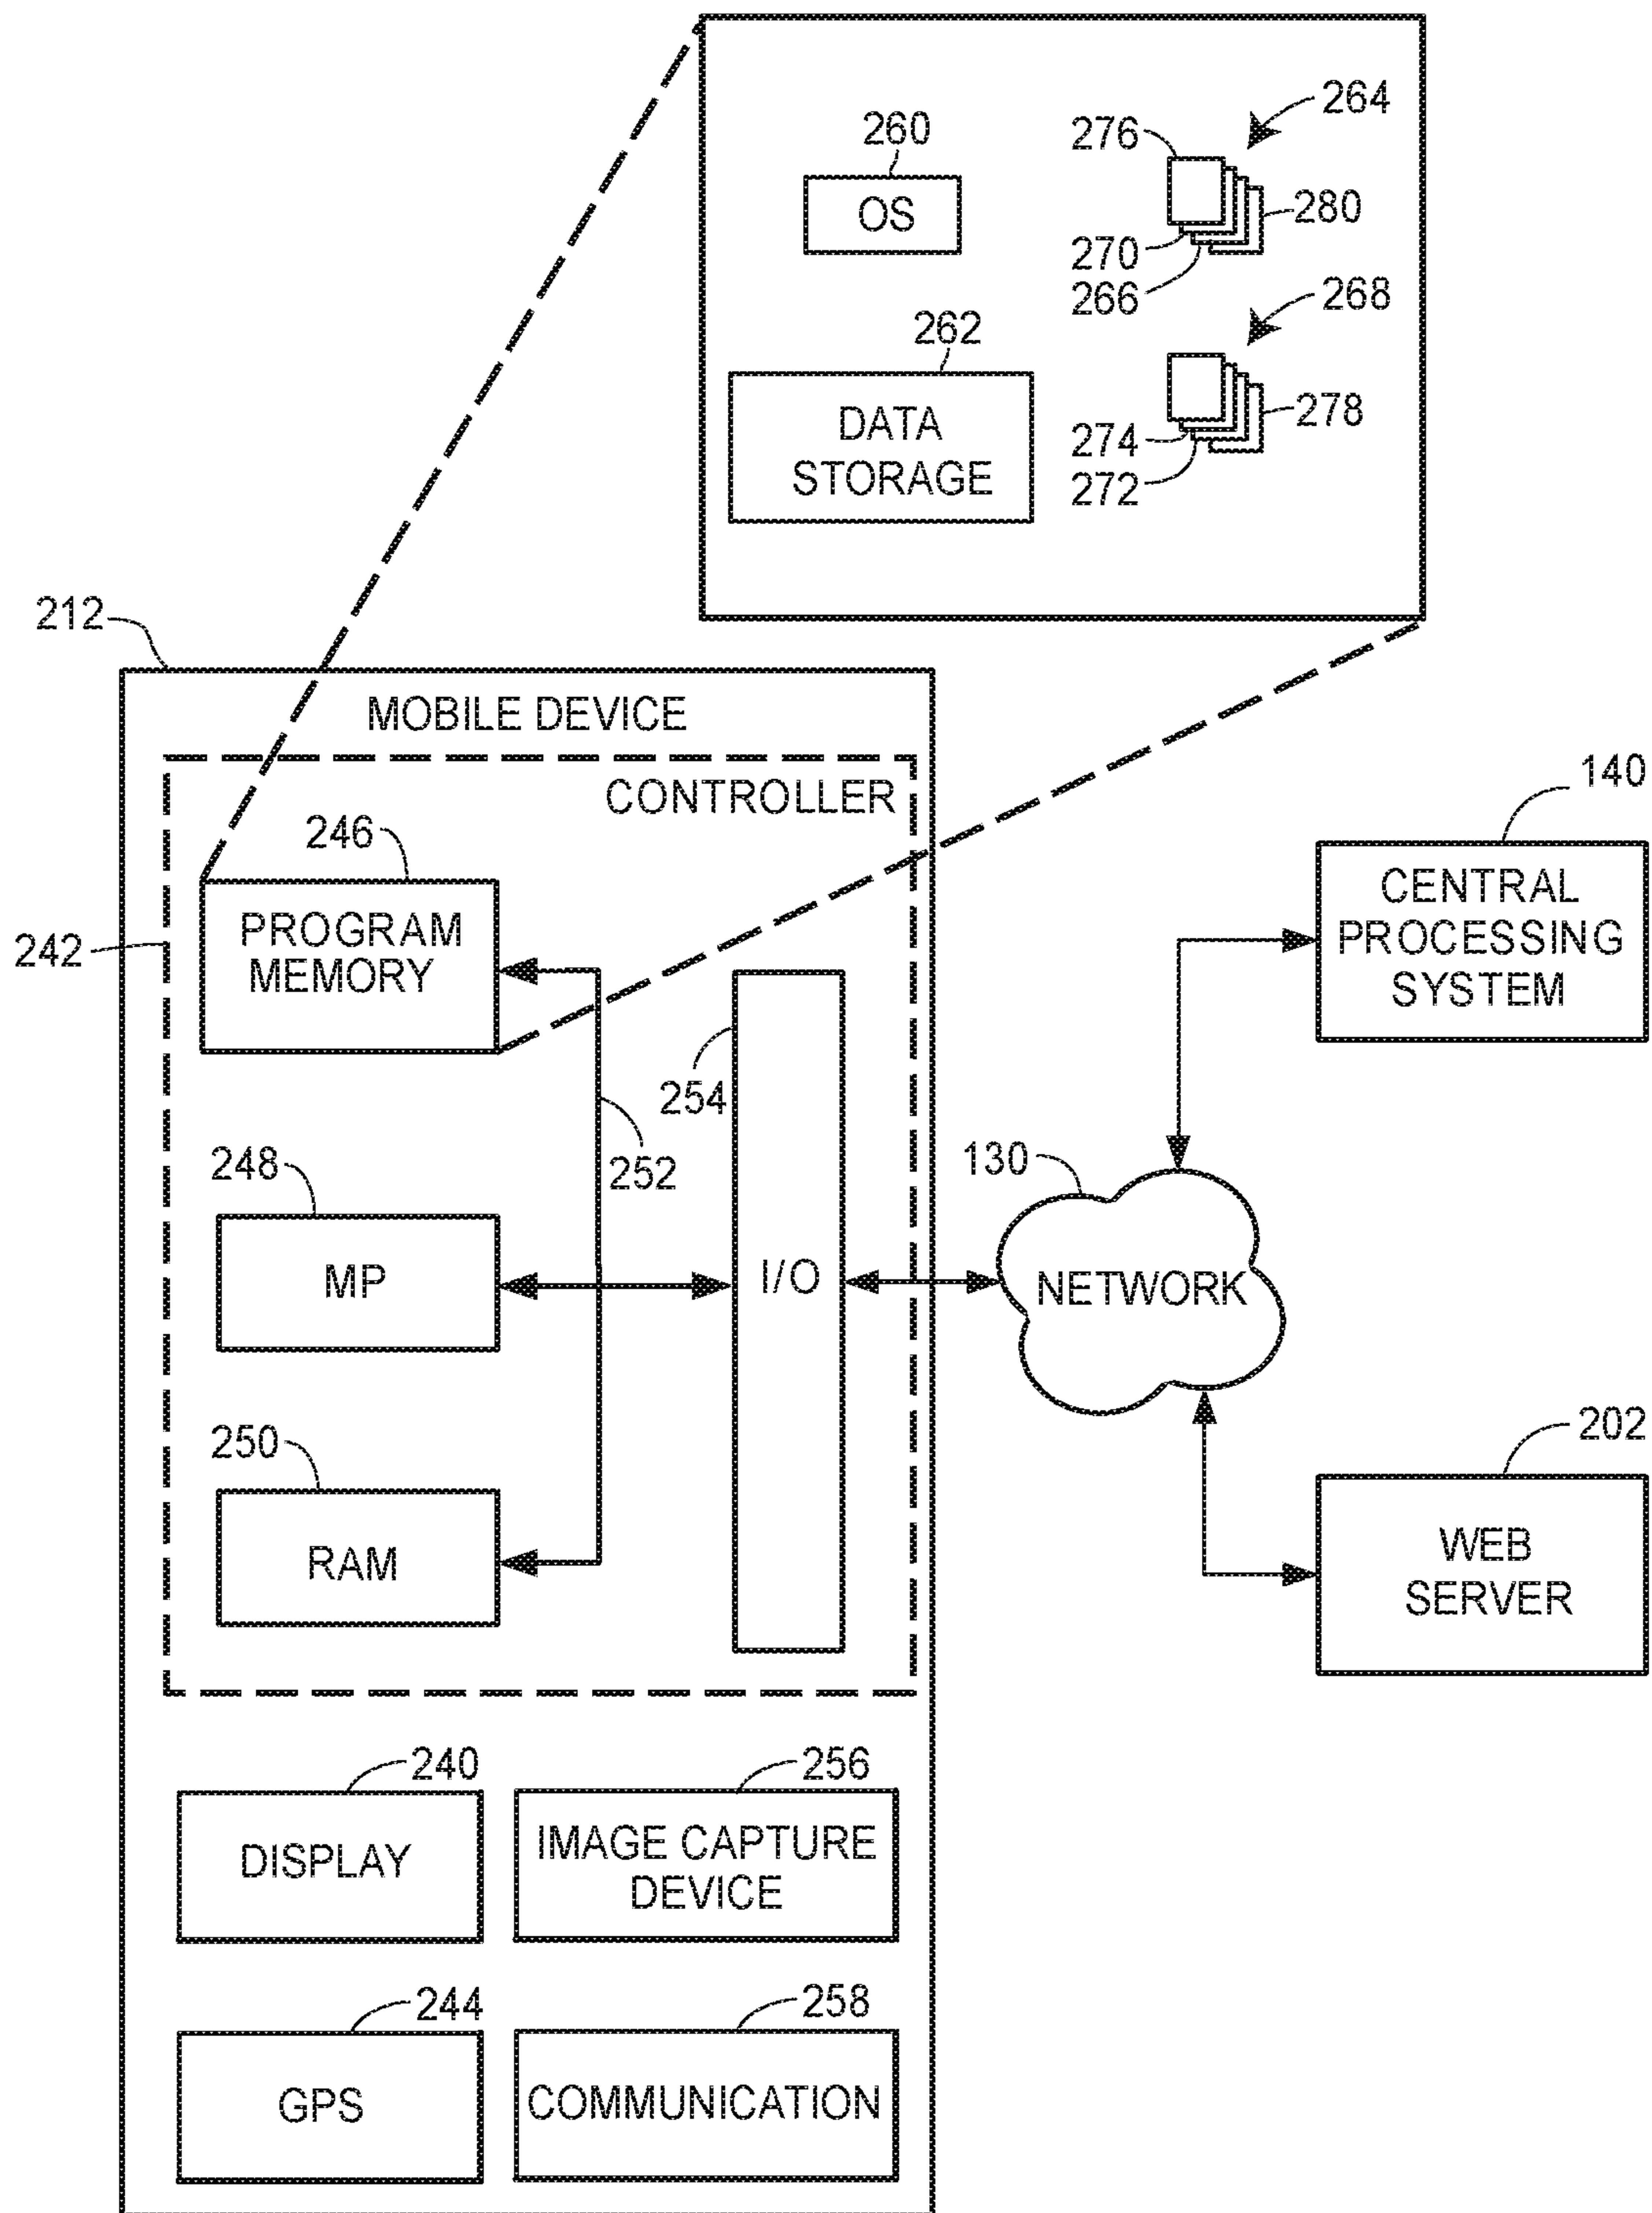 264
276
260
OS
280
270
266
268
262
DATA
STORAGE
278
274
272
212
MOBILE DEVICE
CONTROLLER
246
PROGRAM
MEMORY
242
140
CENTRAL
PROCESSING
SYSTEM
254
252
248
MP
I/O
130
NETWORK
250
RAM
202
WEB
SERVER
240
DISPLAY
256
IMAGE CAPTURE
DEVICE
244
GPS
258
COMMUNICATION